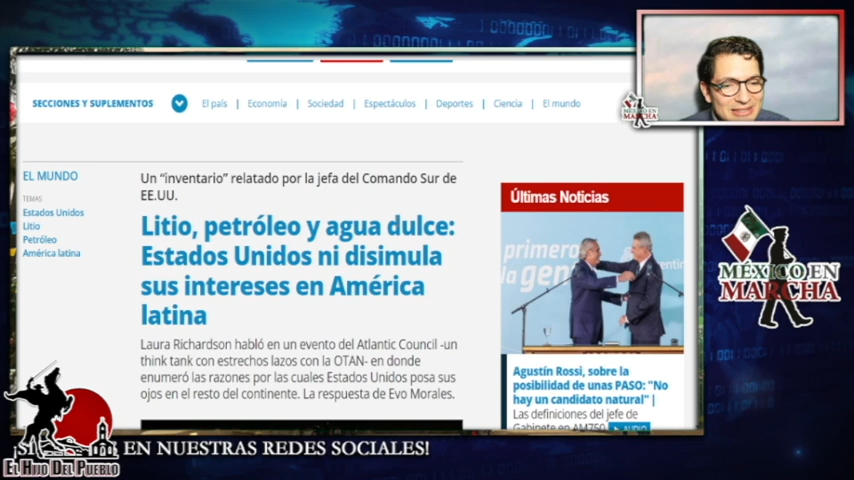 SECCIONES Y SUPLEMENTOS
El país | Economía | Sociedad | Espectáculos | Deportes | Ciencia | El mundo
EL MUNDO
TEMAS
Estados Unidos
Litio
Petróleo
América latina
Un “inventario” relatado por la jefa del Comando Sur de
EE.UU.
Litio, petróleo y agua dulce:
Estados Unidos ni disimula
sus intereses en América
latina
Laura Richardson habló en un evento del Atlantic Council -un
think tank con estrechos lazos con la OTAN- en donde
enumeró las razones por las cuales Estados Unidos posa sus
ojos en el resto del continente. La respuesta de Evo Morales.
Últimas Noticias
primero
la gente
Agustín Rossi, sobre la
posibilidad de unas PASO: "No
hay un candidato natural" |
Las definiciones del jefe de
Gabinete en AM750
AUDIO
MÉXICO EN
MARCHA
MÉXICO EN
MARCHA
EN NUESTRAS REDES SOCIALES!
EL HIJO DEL PUEBLO